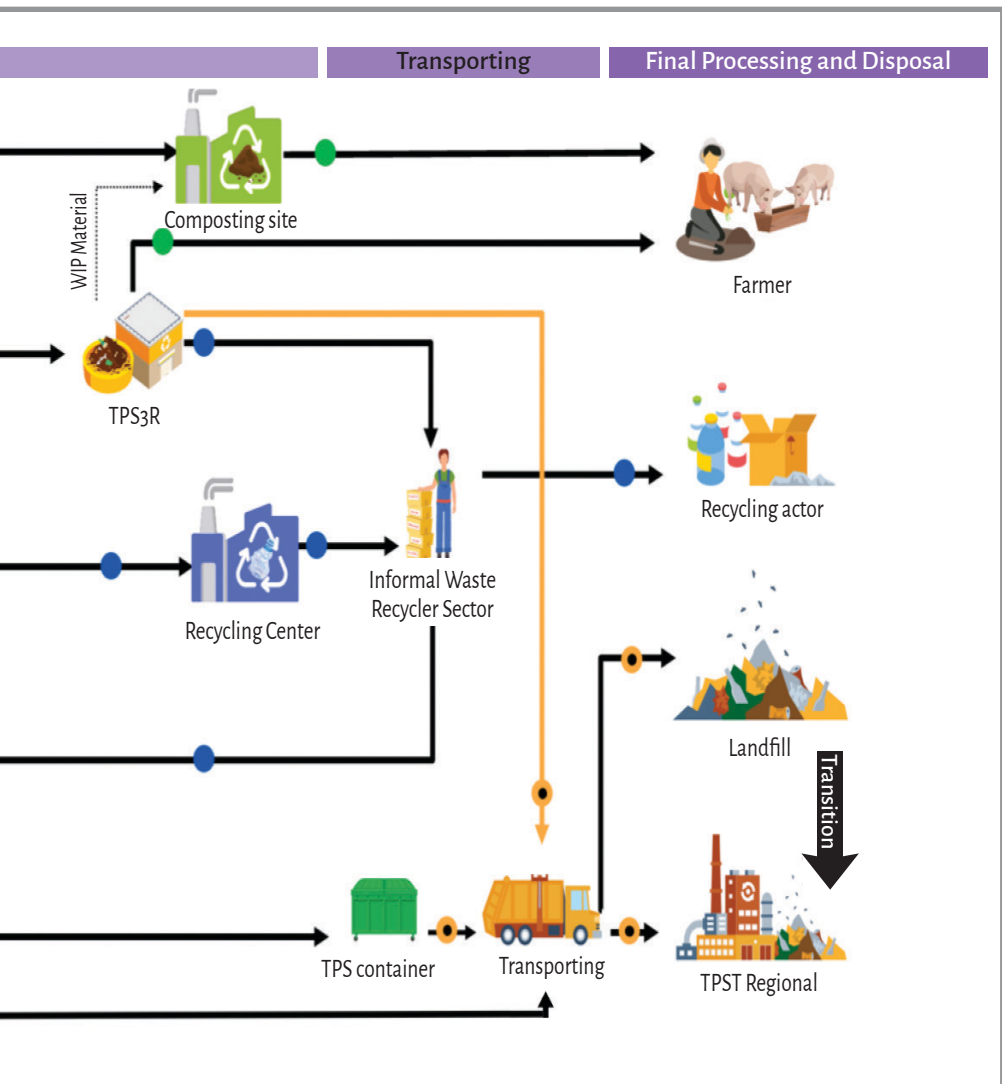 Transporting
Final Processing and Disposal
Composting site
WIP Material
Farmer
TPS3R
Recycling actor
Informal Waste
Recycler Sector
Recycling Center
Landfill
Transition
TPS container
Transporting
TPST Regional